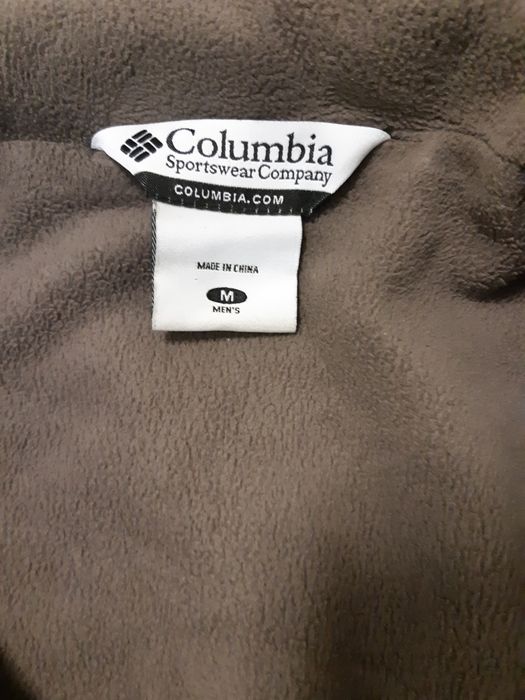 Columbia
Sportswear Company
COLUMBIA.COM
MADE IN CHINA
M
MEN'S